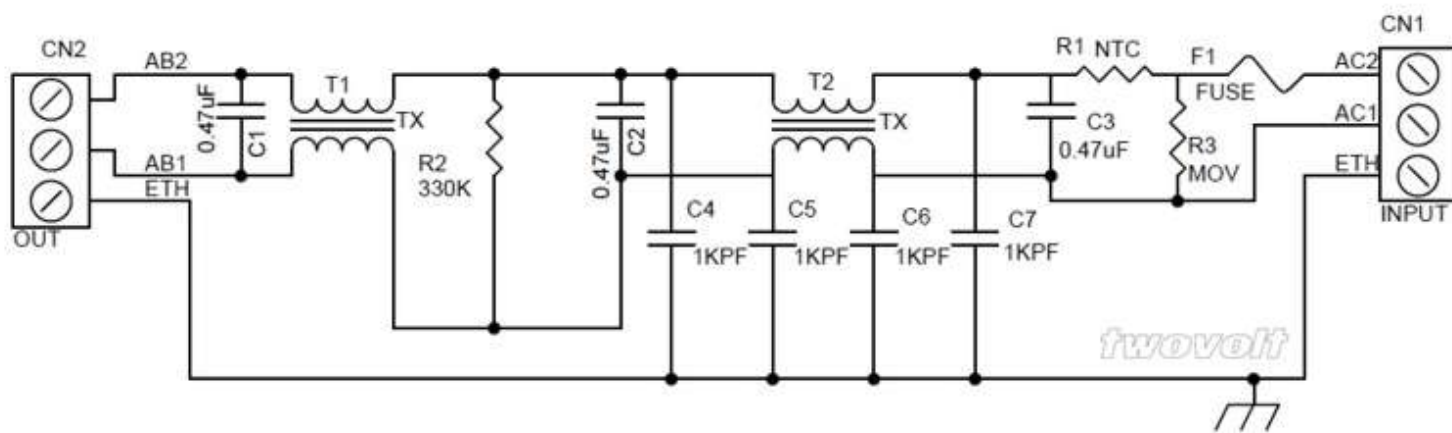 CN2
AB2
AB1
ETH
OUT
0.47uF
C1
T1
TX
R2
330K
0.47uF
C2
C4
1KPF
C5
1KPF
C6
1KPF
C7
1KPF
T2
TX
R1 NTC
F1
FUSE
C3
0.47uF
R3
MOV
CN1
AC2
AC1
ETH
INPUT
twovolt